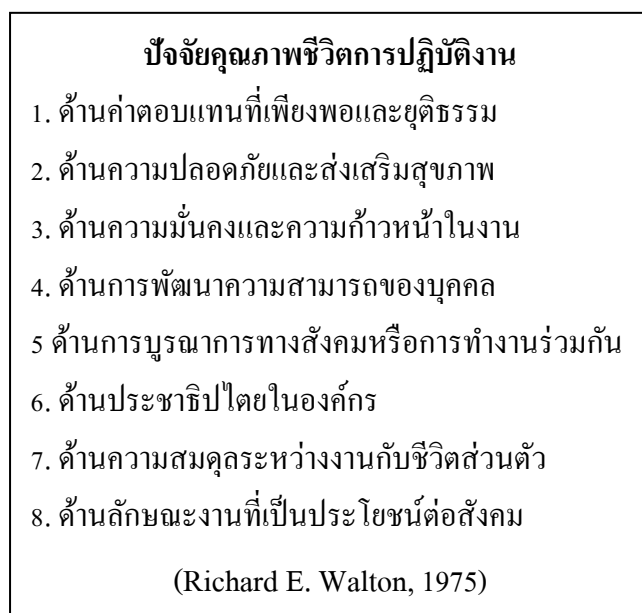 ปัจจัยคุณภาพชีวิตการปฏิบัติงาน
1. ด้านค่าตอบแทนที่เพียงพอและยุติธรรม
2. ด้านความปลอดภัยและส่งเสริมสุขภาพ
3. ด้านความมั่นคงและความก้าวหน้าในงาน
4. ด้านการพัฒนาความสามารถของบุคคล
5 ด้านการบูรณาการทางสังคมหรือการทำงานร่วมกัน
6. ด้านประชาธิปไตยในองค์กร
7. ด้านความสมดุลระหว่างงานกับชีวิตส่วนตัว
8. ด้านลักษณะงานที่เป็นประโยชน์ต่อสังคม
(Richard E. Walton, 1975)